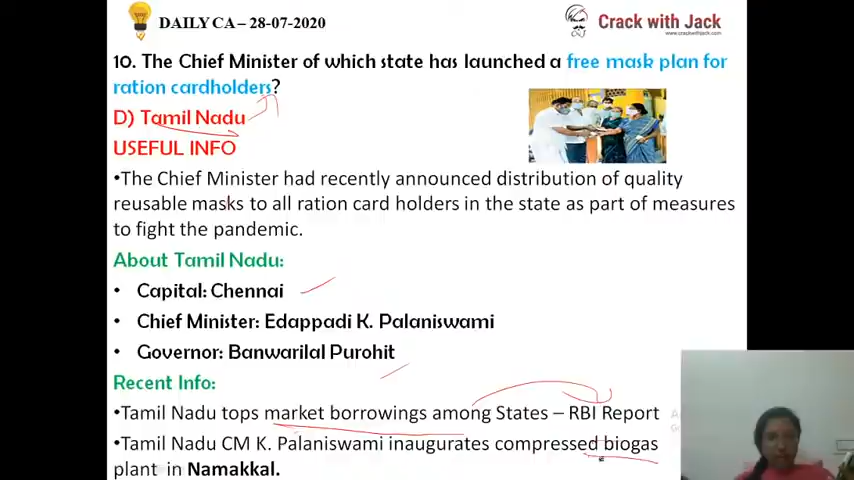 DAILY CA – 28-07-2020
Crack with Jack
www.crackwithjack.com
10. The Chief Minister of which state has launched a free mask plan for
ration cardholders?
D) Tamil Nadu
USEFUL INFO
•The Chief Minister had recently announced distribution of quality
reusable masks to all ration card holders in the state as part of measures
to fight the pandemic.
About Tamil Nadu:
• Capital: Chennai
• Chief Minister: Edappadi K. Palaniswami
• Governor: Banwarilal Purohit
Recent Info:
•Tamil Nadu tops market borrowings among States – RBI Report
•Tamil Nadu CM K. Palaniswami inaugurates compressed biogas
plant in Namakkal.